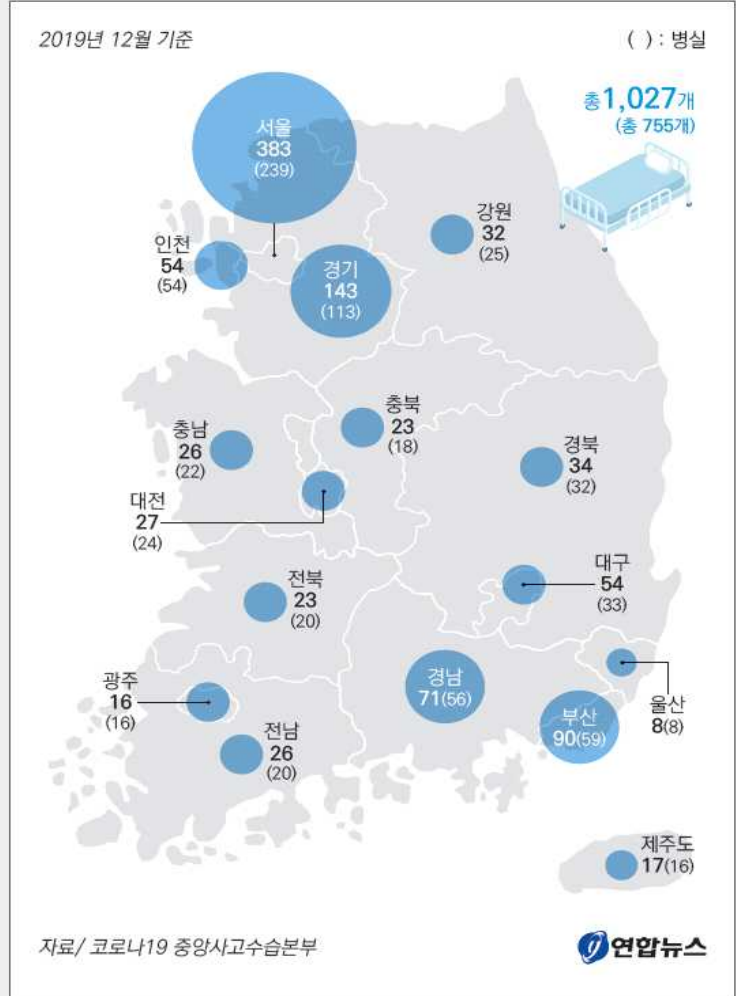 2019년 12월 기준
( ) : 병실
총1,027개
(총 755개)
서울
383
(239)
강원
32
(25)
인천
54
(54)
경기
143
(113)
충북
23
(18)
충남
26
(22)
경북
34
(32)
대전
27
(24)
대구
54
(33)
전북
23
(20)
경남
71(56)
광주
16
(16)
울산
8(8)
부산
90(59)
전남
26
(20)
제주도
17(16)
자료/ 코로나19 중앙사고수습본부
y 연합뉴스